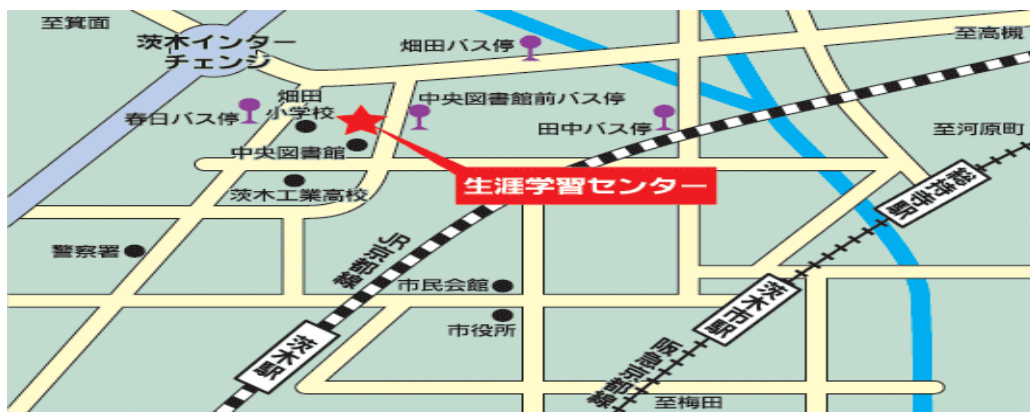 至箕面
茨木インター
チェンジ
畑田バス停
至高槻
畑田
小学校
春日バス停
中央図書館前バス停
田中バス停
至河原町
中央図書館
生涯学習センター
茨木工業高校
総持寺駅
警察署
JR京都線
市民会館
茨木市駅
市役所
茨木駅
阪急京都線
至梅田